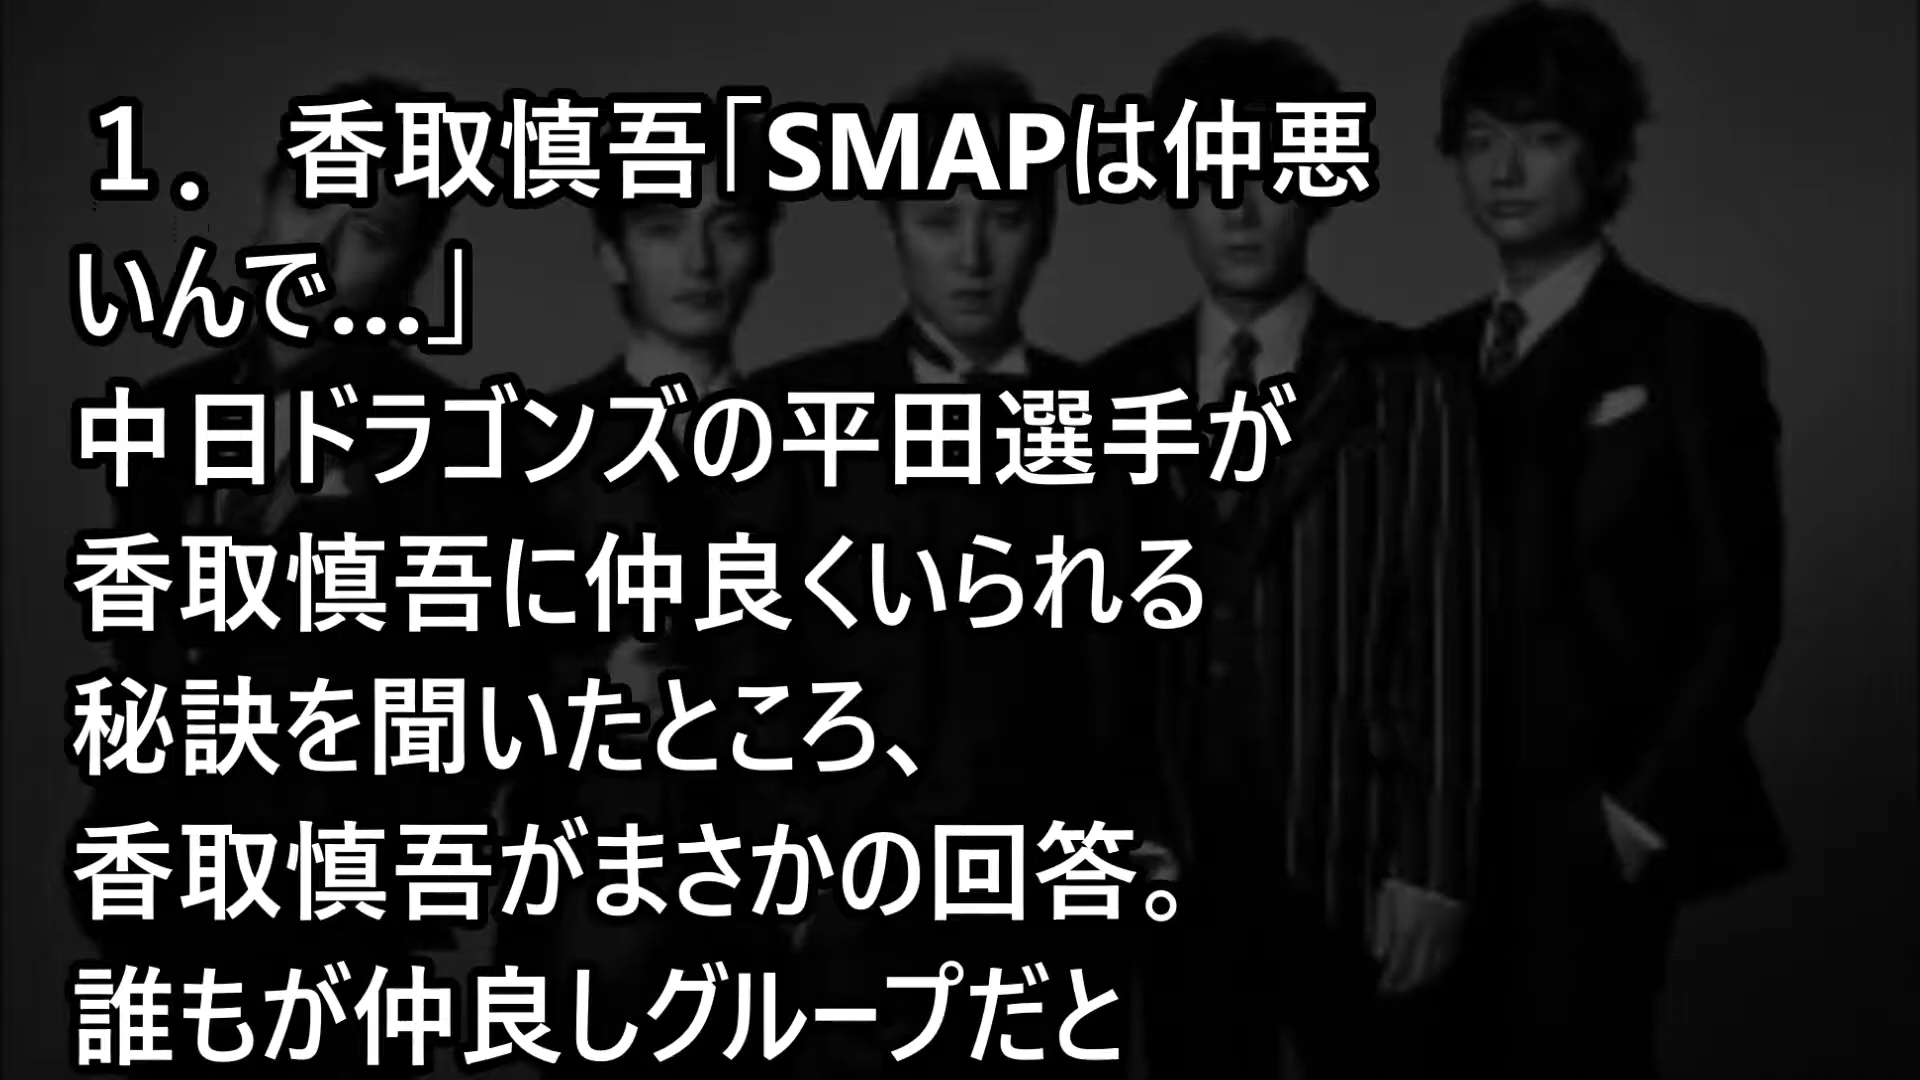 １．香取慎吾「SMAPは仲悪
いんで…」
中日ドラゴンズの平田選手が
香取慎吾に仲良くいられる
秘訣を聞いたところ、
香取慎吾がまさかの回答。
誰もが仲良しグループだと